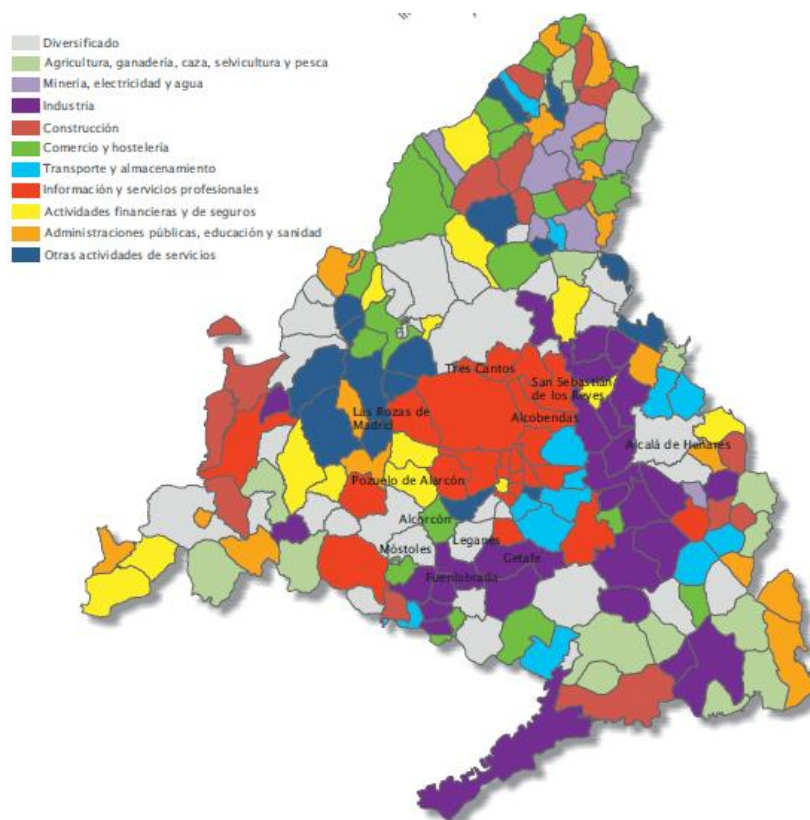 Diversificado
Agricultura, ganadería, caza, selvicultura y pesca
Minería, electricidad y agua
Industria
Construcción
Comercio y hostelería
Transporte y almacenamiento
Información y servicios profesionales
Actividades financieras y de seguros
Administraciones públicas, educación y sanidad
Otras actividades de servicios
Tres Cantos
San Sebastián
de los Reyes
Las Rozas de
Madrid
Alcobendas
Alcalá de Henares
Pozuelo de Alarcón
Alcorcón
Leganés
Móstoles
Getafe
Fuenlabrada